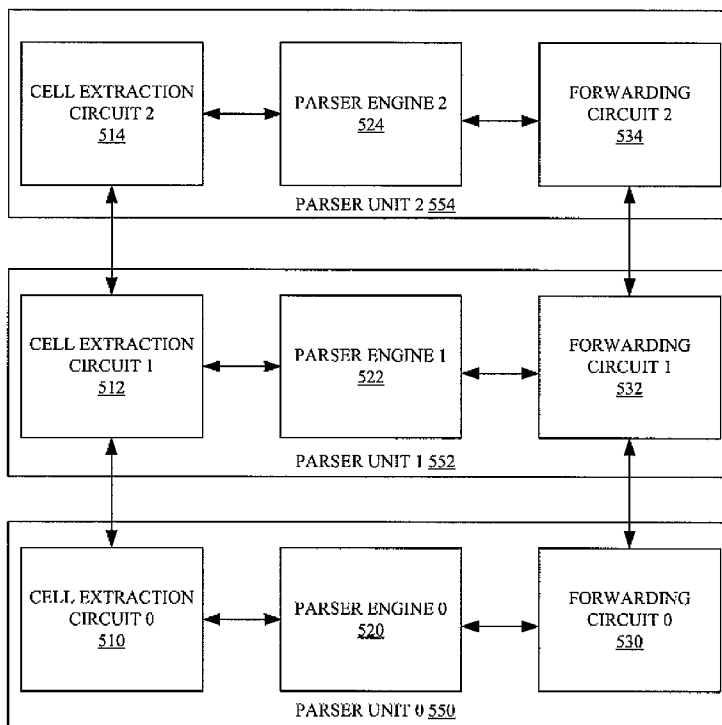 CELL EXTRACTION
CIRCUIT 2
514
PARSER ENGINE 2
524
FORWARDING
CIRCUIT 2
534
PARSER UNIT 2 554
CELL EXTRACTION
CIRCUIT 1
512
PARSER ENGINE 1
522
FORWARDING
CIRCUIT 1
532
PARSER UNIT 1 552
CELL EXTRACTION
CIRCUIT 0
510
PARSER ENGINE 0
520
FORWARDING
CIRCUIT 0
530
PARSER UNIT 0 550